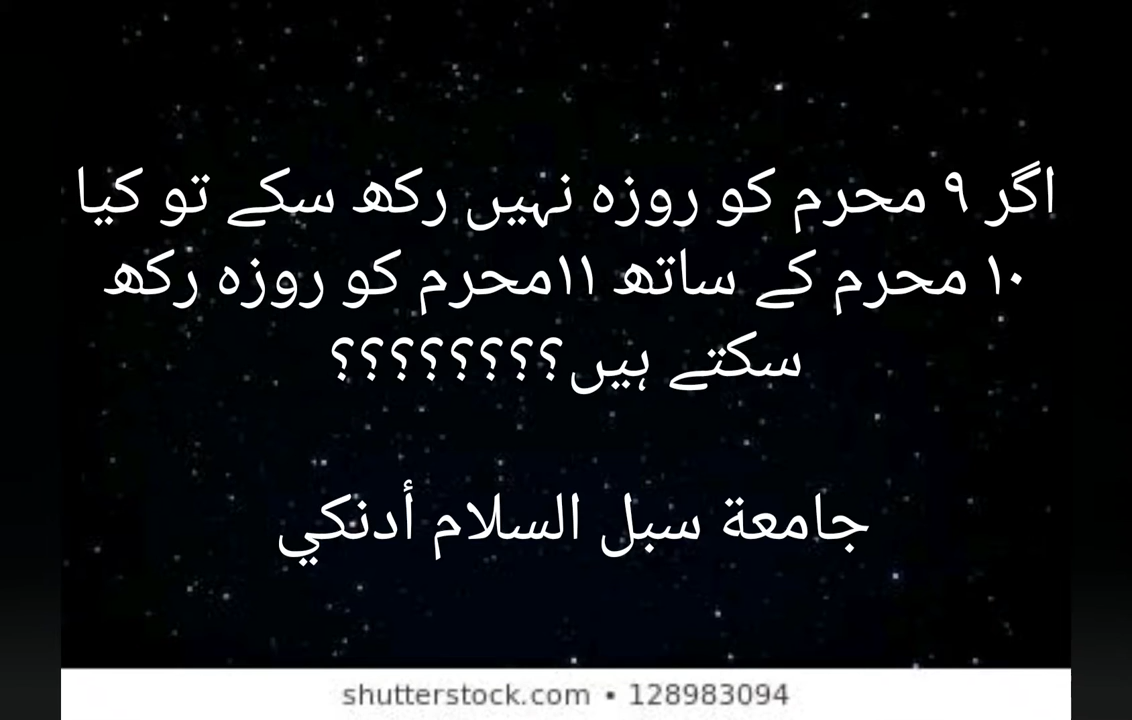 اگر ۹ محرم کو روزہ نہیں رکھ سکے تو کیا
۱۰ محرم کے ساتھ ۱۱محرم کو روزہ رکھ
سکتے ہیں؟؟؟؟؟؟؟؟
جامعة سبل السلام أدنكي
shutterstock.com • 128983094